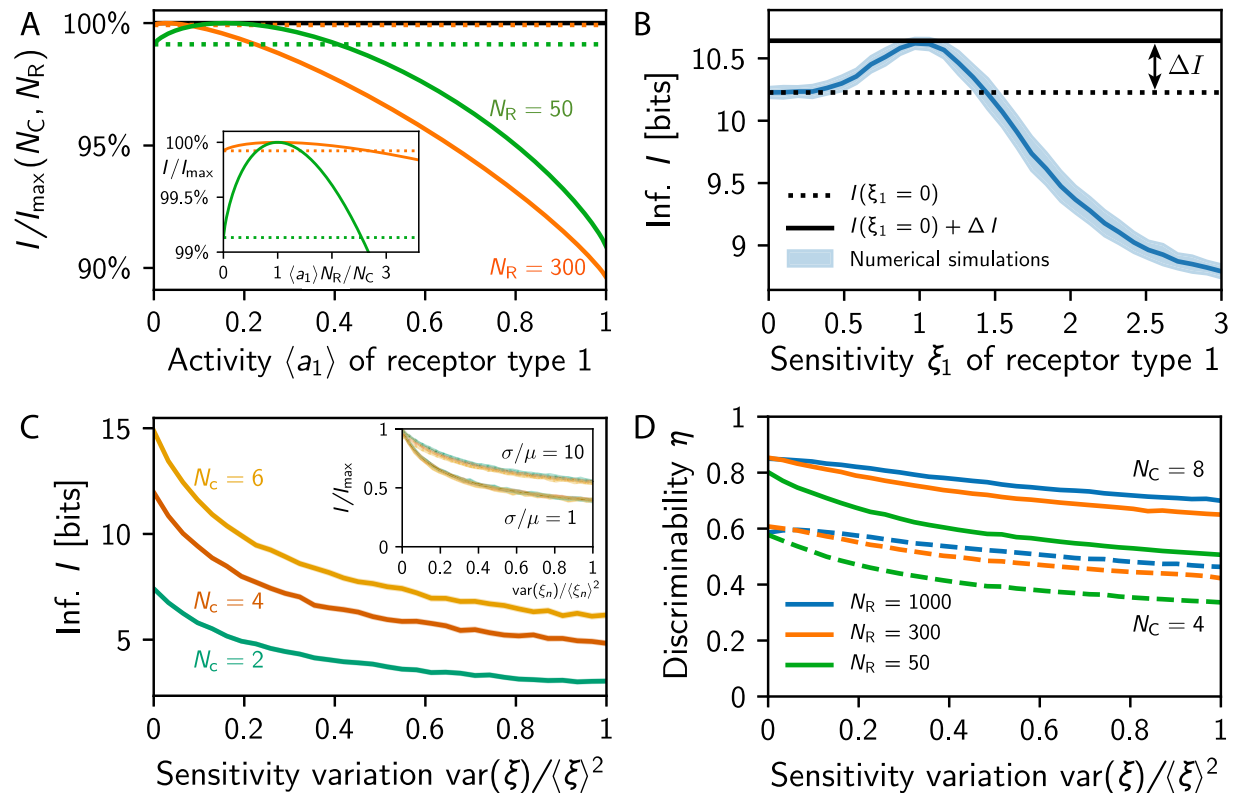 A
I/I_max(N_C, N_R)
100%
95%
90%
N_R = 50
N_R = 300
100%
I/I_max
99.5%
99%
0
1
⟨a₁⟩N_R/N_C
3
0
0.2
0.4
0.6
0.8
1
Activity ⟨a₁⟩ of receptor type 1
B
Inf. I [bits]
10.5
10
9.5
9
ΔI
I(ξ₁ = 0)
I(ξ₁ = 0) + Δ I
Numerical simulations
0
0.5
1
1.5
2
2.5
3
Sensitivity ξ₁ of receptor type 1
C
Inf. I [bits]
15
10
5
N_c = 6
N_c = 4
N_c = 2
I/I_max
1
0.5
0
σ/μ = 10
σ/μ = 1
0
0.2
0.4
0.6
0.8
1
var(ξ_n)/⟨ξ_n⟩²
0
0.2
0.4
0.6
0.8
1
Sensitivity variation var(ξ)/⟨ξ⟩²
D
Discriminability η
1
0.8
0.6
0.4
0.2
0
N_C = 8
N_R = 1000
N_R = 300
N_R = 50
N_C = 4
0
0.2
0.4
0.6
0.8
1
Sensitivity variation var(ξ)/⟨ξ⟩²